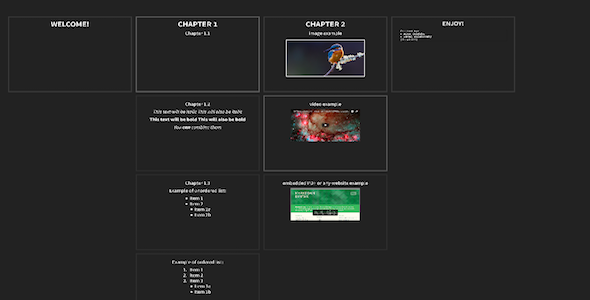 WELCOME!
CHAPTER 1
Chapter 1.1
CHAPTER 2
image example
ENJOY!
Chapter 1.2
This text will be italic This will also be italic
This text will be bold This will also be bold
You can combine them
video example
Chapter 1.3
Example of unordered list:
Item 1
Item 2
Item 2a
Item 2b
embedded PDF or any website example
Example of ordered list:
1. Item 1
2. Item 2
3. Item 3
Item 3a
Item 3b